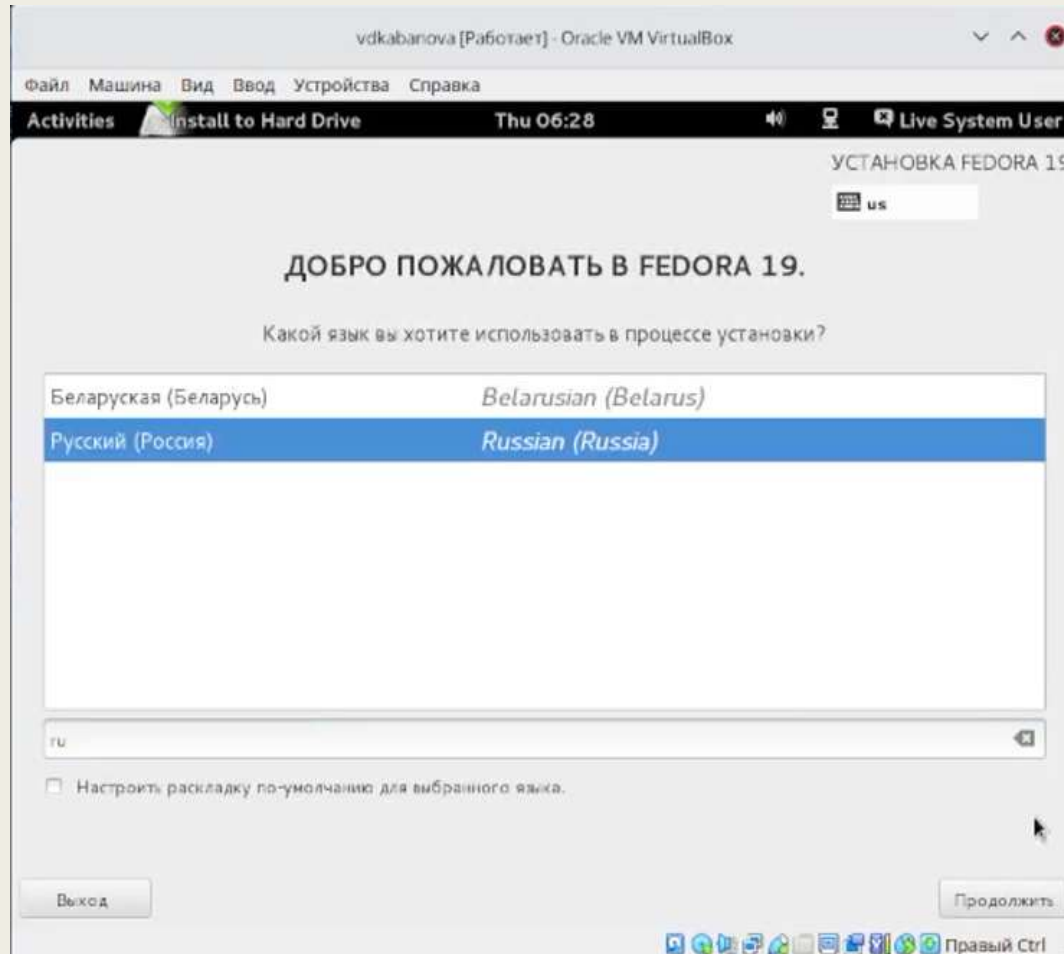 vdkabanova [Работает] - Oracle VM VirtualBox
Файл Машина Вид Ввод Устройства Справка
Activities Install to Hard Drive Thu 06:28 Live System User
УСТАНОВКА FEDORA 19
us
ДОБРО ПОЖАЛОВАТЬ В FEDORA 19.
Какой язык вы хотите использовать в процессе установки?
Беларуская (Беларусь) Belarusian (Belarus)
Русский (Россия) Russian (Russia)
ru
Настроить раскладку по-умолчанию для выбранного языка.
Выход Продолжить
Правый Ctrl